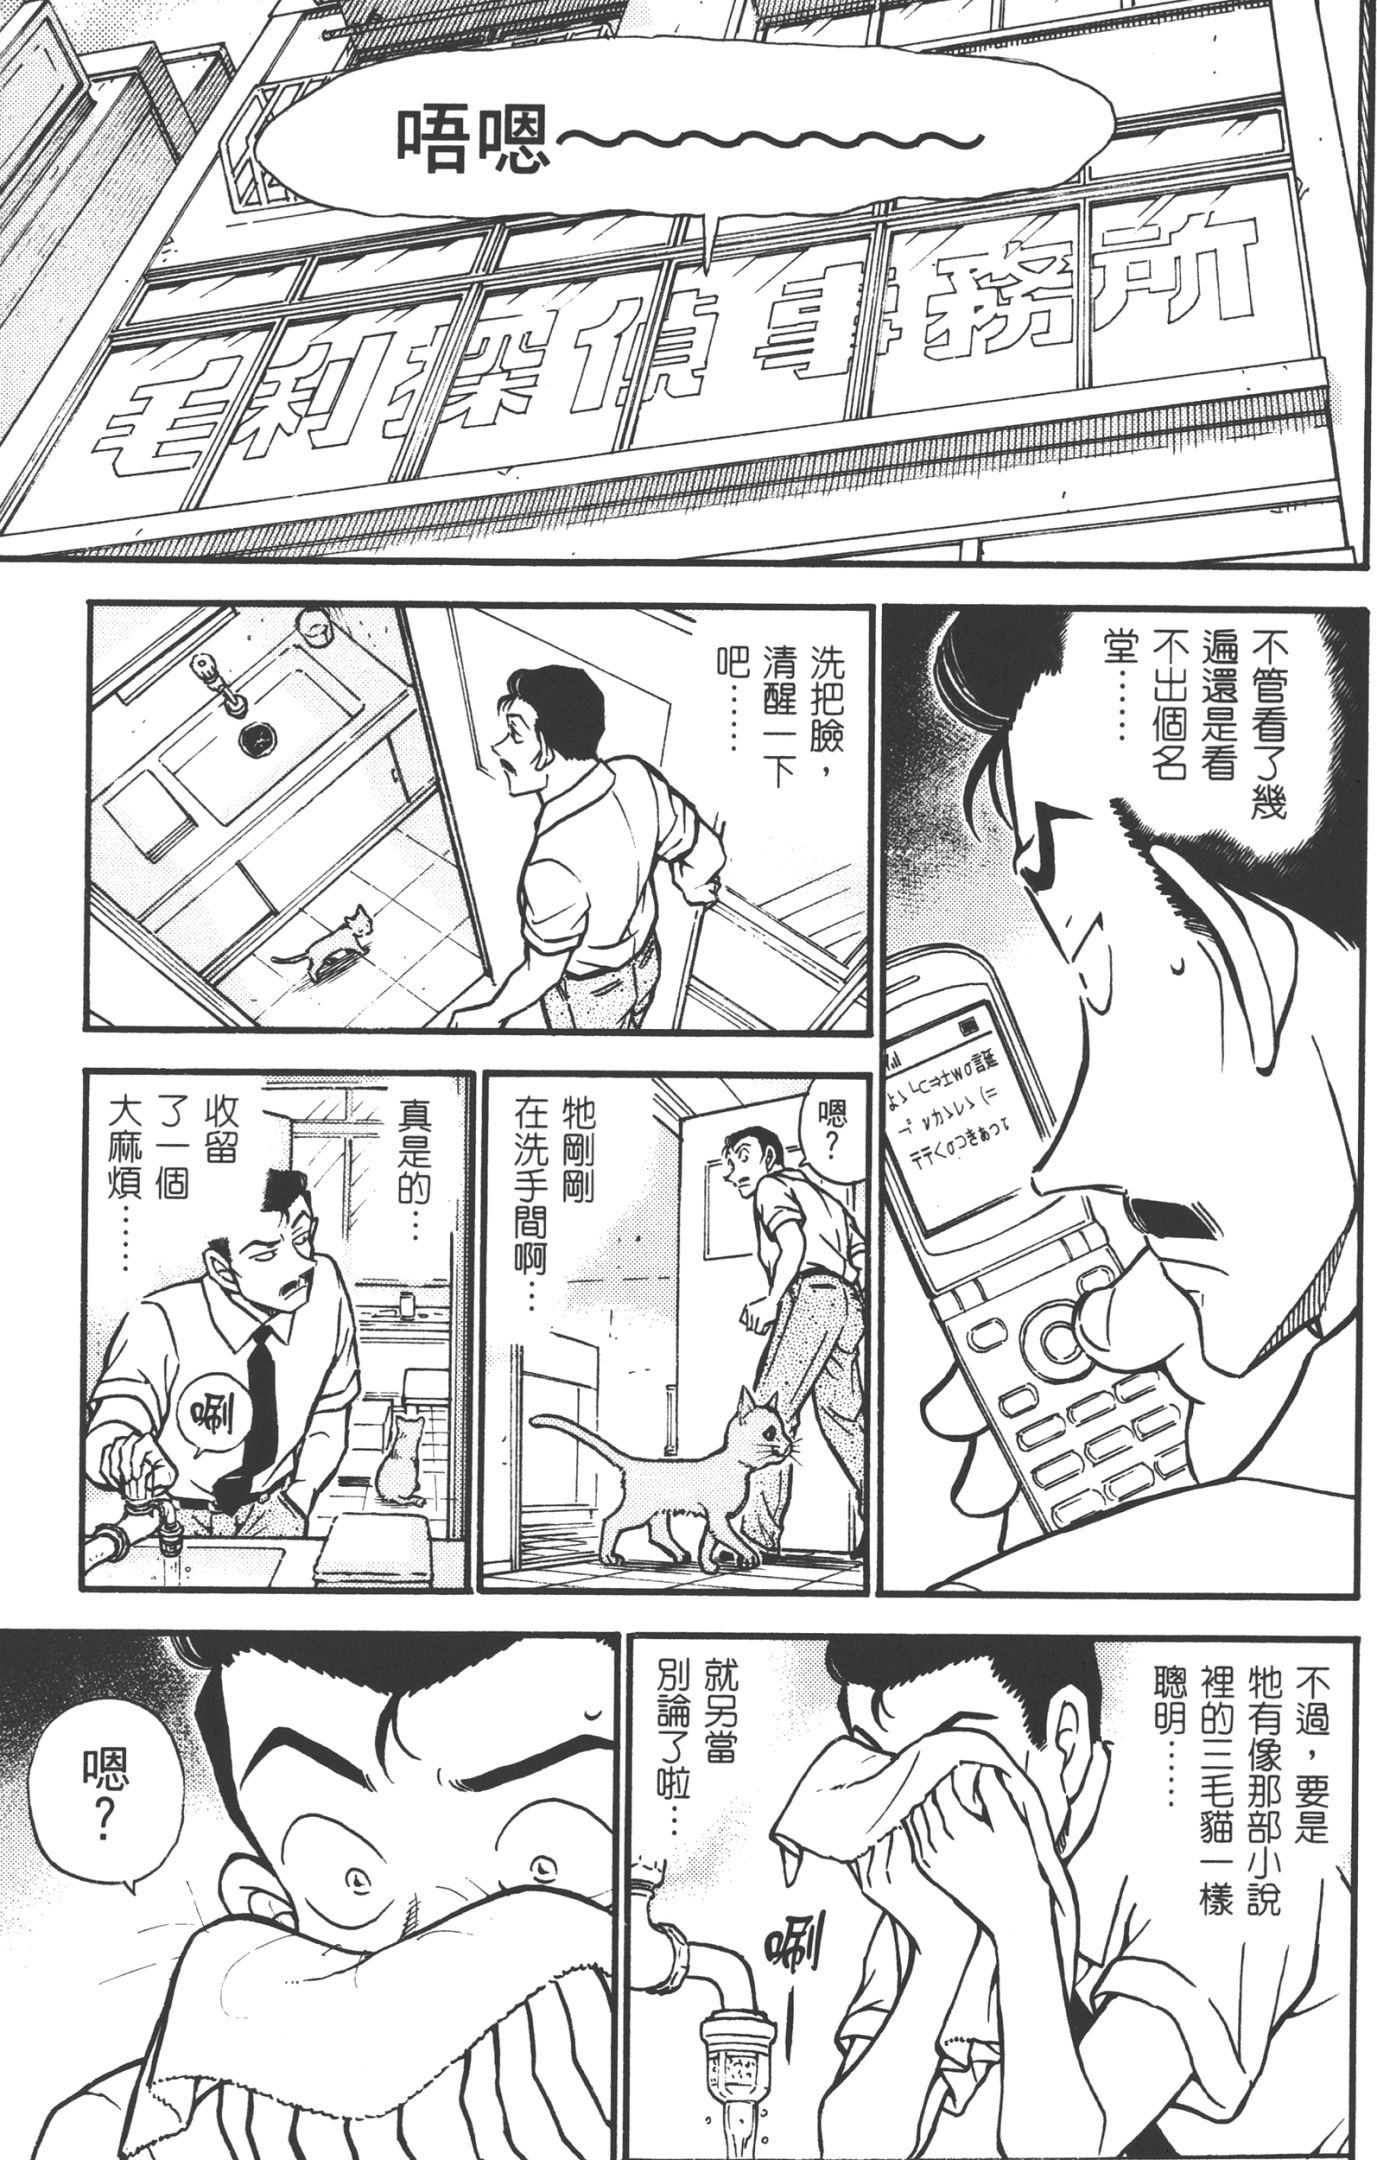 唔嗯～～～～～～～～
毛利探偵事務所
不管看了幾
遍還是看
不出個名
堂……
洗把臉，
清醒一下
吧……
嗯？
牠剛剛
在洗手間啊…
真是的…
收留
了一個
大麻煩……
唰
不過，要是
牠有像那部小說
裡的三毛貓一樣
聰明……
就另當
別論了啦…
唰—
嗯？